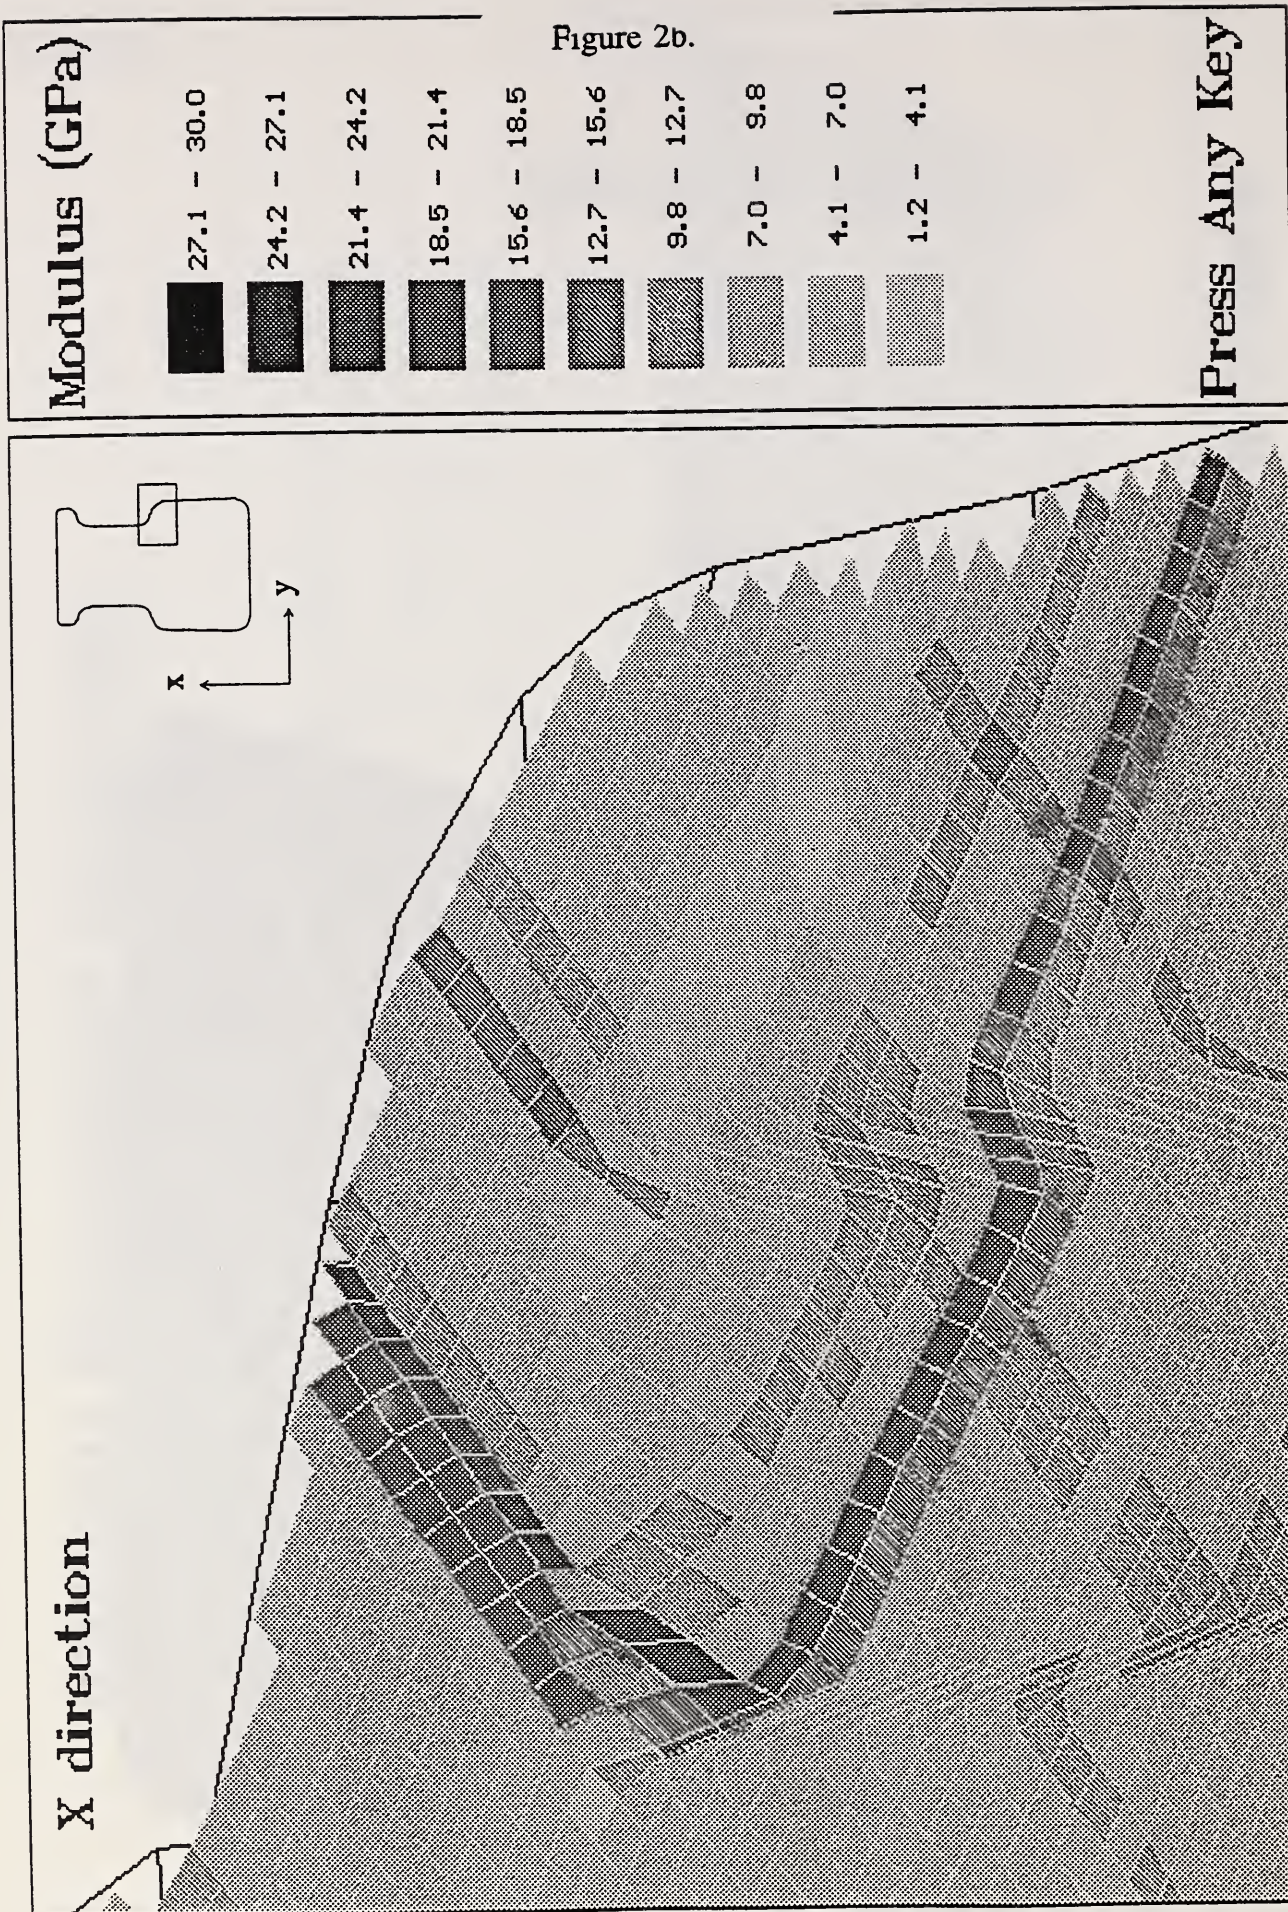 Figure 2b.
X direction
x
y
Modulus (GPa)
27.1 - 30.0
24.2 - 27.1
21.4 - 24.2
18.5 - 21.4
15.6 - 18.5
12.7 - 15.6
9.8 - 12.7
7.0 - 9.8
4.1 - 7.0
1.2 - 4.1
Press Any Key